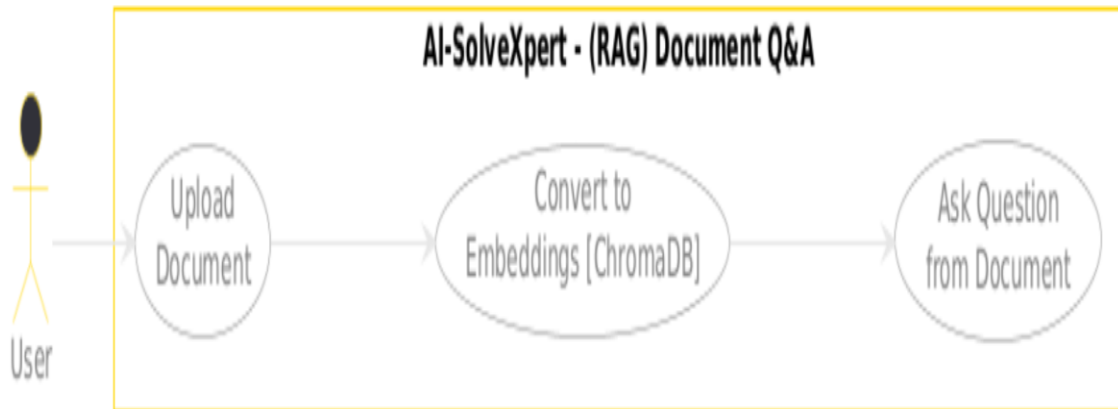 AI-SolveXpert - (RAG) Document Q&A
Upload
Document
Convert to
Embeddings [ChromaDB]
Ask Question
from Document
User